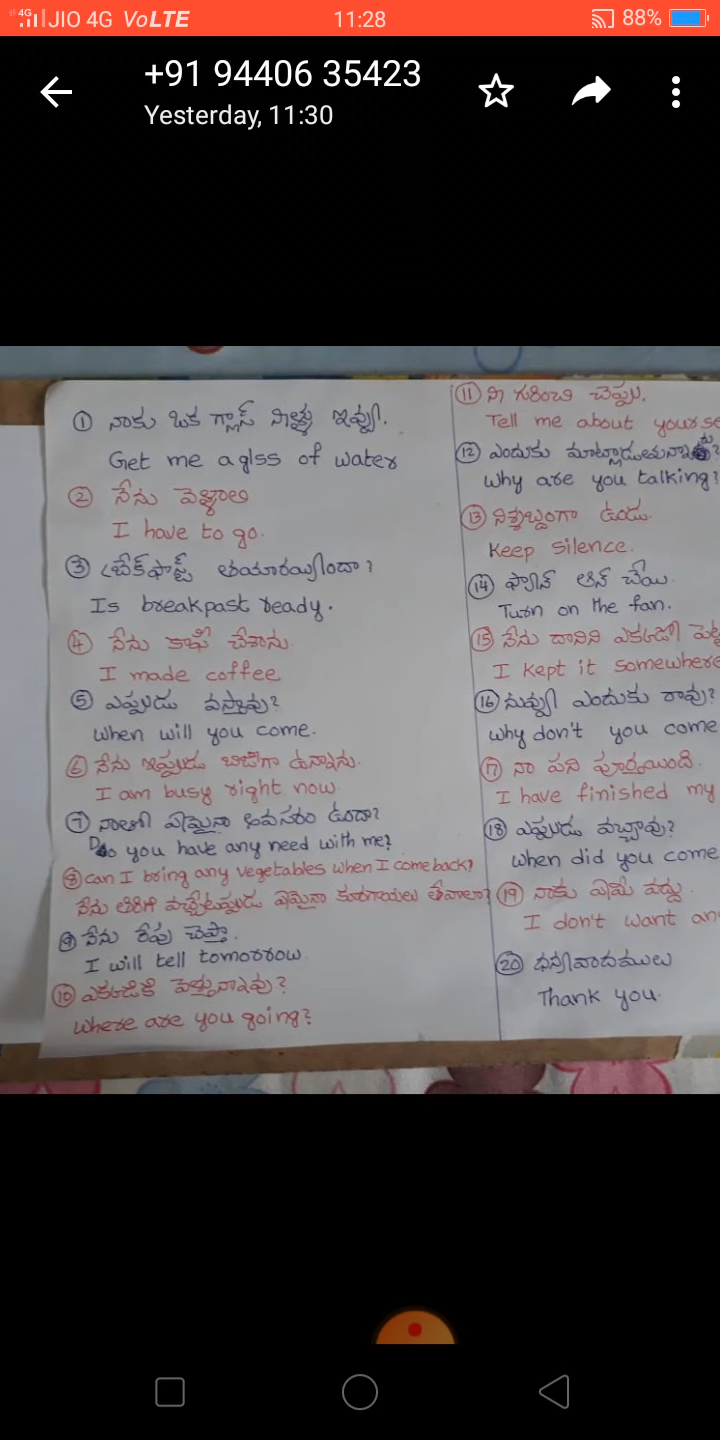 4G JIO 4G VoLTE 11:28 88%
+91 94406 35423
Yesterday, 11:30
① నాకు ఒక గ్లాస్ నీళ్ళు ఇవ్వు.
Get me a glss of water
② నేను వెళ్ళాలి
I have to go.
③ బ్రేక్‌ఫాస్ట్ తయారయ్యిందా?
Is breakpast ready.
④ నేను కాఫీ చేశాను.
I made coffee
⑤ ఎప్పుడు వస్తావు?
When will you come.
⑥ నేను ఇప్పుడు బిజీగా ఉన్నాను.
I am busy right now
⑦ నాతో ఏమైనా అవసరం ఉందా?
Do you have any need with me?
⑧ can I bring any vegetables when I come back?
నేను తిరిగి వచ్చేటప్పుడు ఏమైనా కూరగాయలు తేవాలా?
⑨ నేను రేపు చెప్తా.
I will tell tomorrow.
⑩ ఎక్కడికి వెళ్తున్నావు?
Where are you going?
⑪ నీ గురించి చెప్పు.
Tell me about yourse
⑫ ఎందుకు
Why are you talking?
⑬ నిశ్శబ్దంగా ఉండు.
Keep silence.
⑭ ఫ్యాన్ ఆన్ చేయి.
Turn on the fan.
⑮ నేను దానిని ఎక్కడో
I kept it somewhere
⑯ నువ్వు ఎందుకు రావు?
Why don't you come
⑰ నా పని పూర్తయింది.
I have finished my
⑱ ఎప్పుడు వచ్చావు?
When did you come
⑲ నాకు ఏమీ వద్దు.
I don't want an
⑳ ధన్యవాదములు
Thank you.